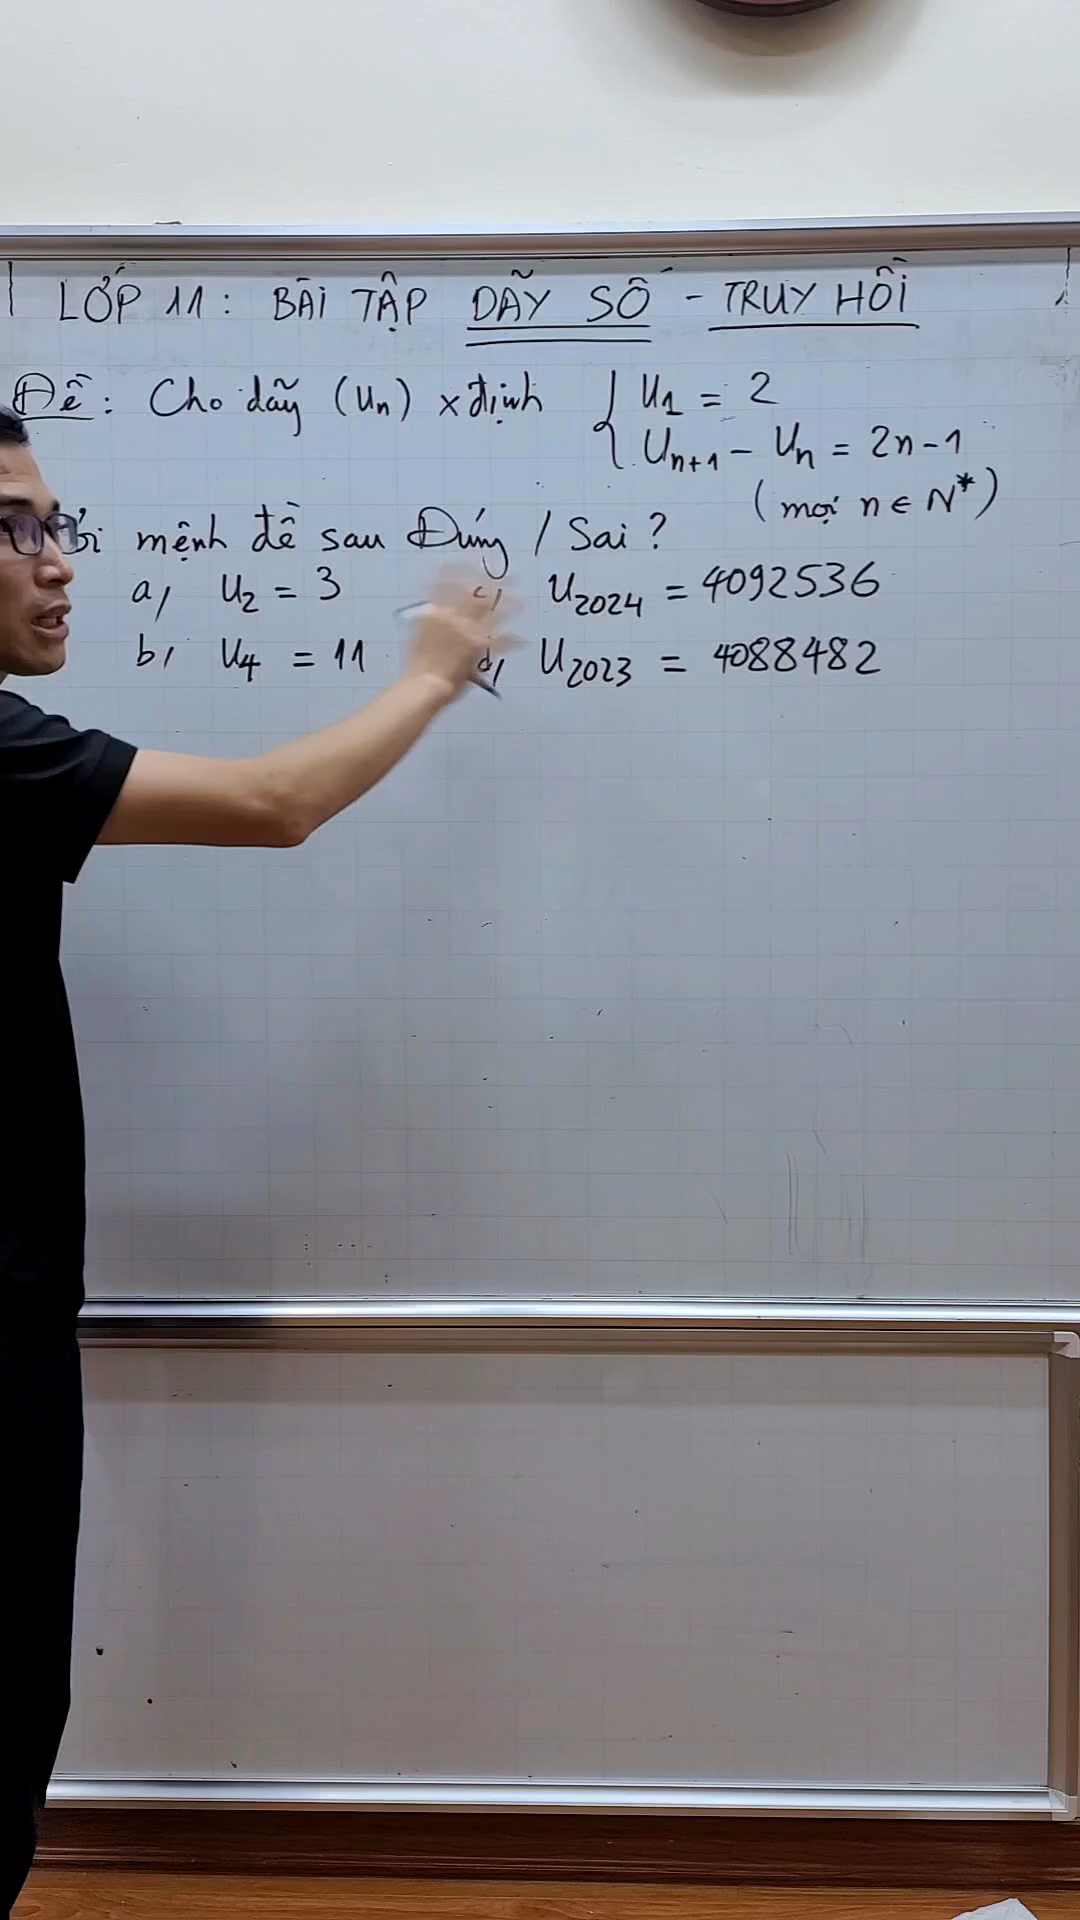 LỚP 11: BÀI TẬP DÃY SỐ - TRUY HỒI
Đề: Cho dãy (un) x định { u1 = 2
Un+1 - Un = 2n-1
(mọi n ∈ N*)
mệnh đề sau Đúng / Sai?
a, U2 = 3 c, U2024 = 4092536
b, U4 = 11 d, U2023 = 4088482